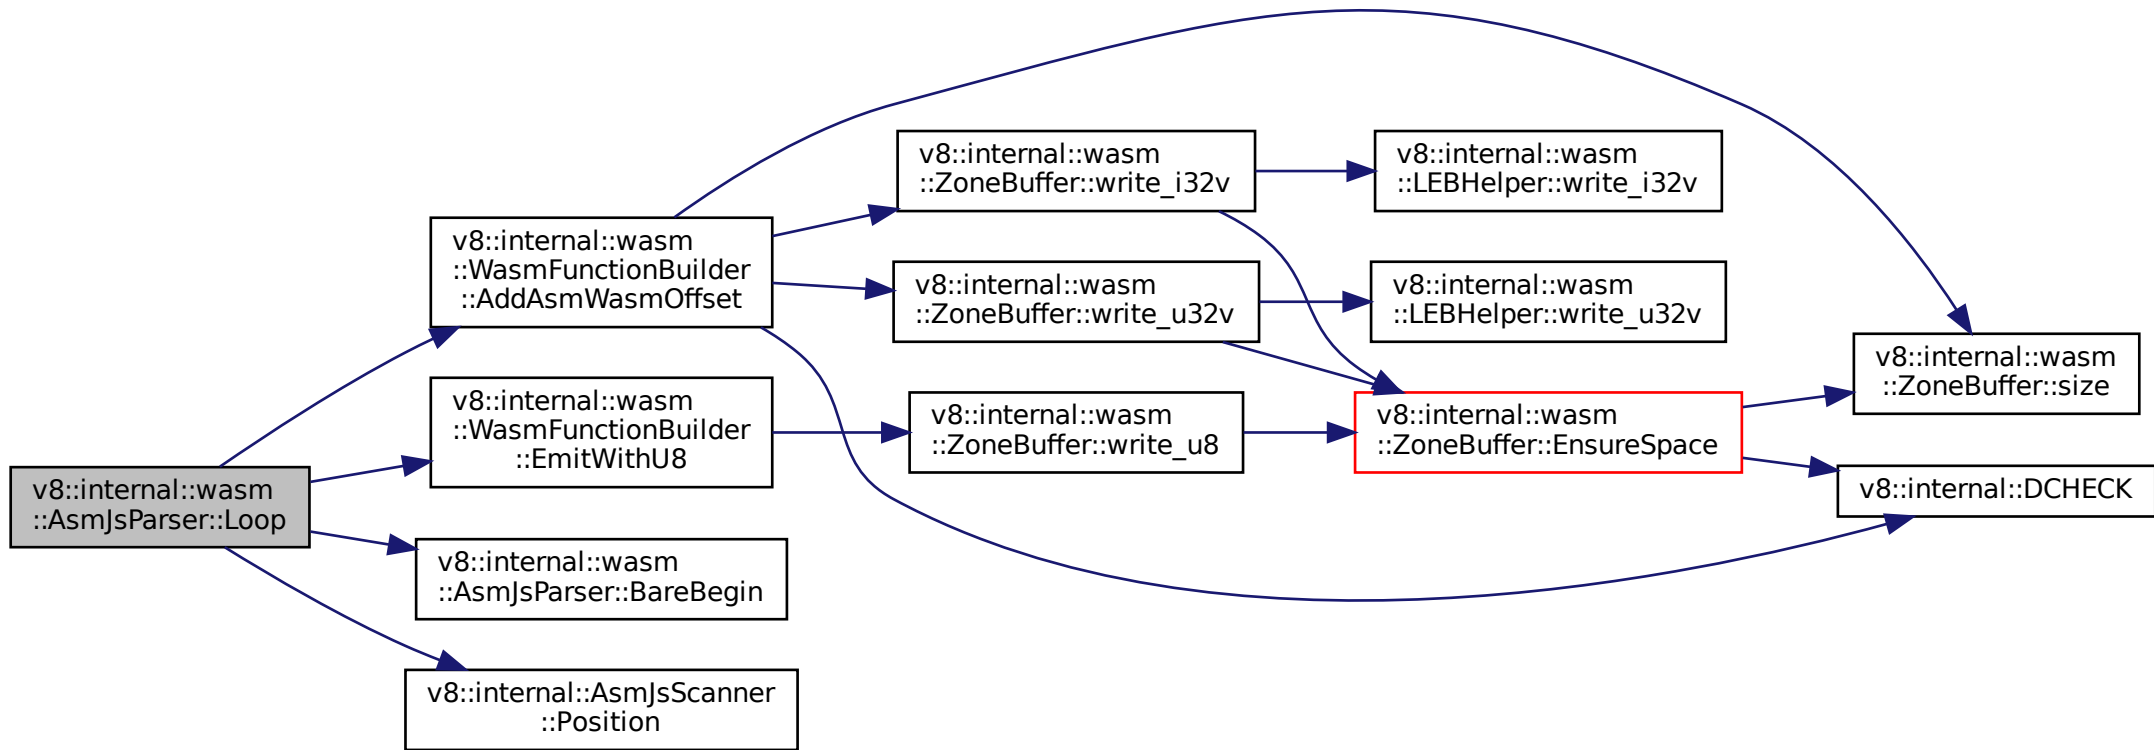 v8::internal::wasm
::AsmJsParser::Loop
v8::internal::wasm
::WasmFunctionBuilder
::AddAsmWasmOffset
v8::internal::wasm
::WasmFunctionBuilder
::EmitWithU8
v8::internal::wasm
::AsmJsParser::BareBegin
v8::internal::AsmJsScanner
::Position
v8::internal::wasm
::ZoneBuffer::write_i32v
v8::internal::wasm
::ZoneBuffer::write_u32v
v8::internal::wasm
::ZoneBuffer::write_u8
v8::internal::wasm
::LEBHelper::write_i32v
v8::internal::wasm
::LEBHelper::write_u32v
v8::internal::wasm
::ZoneBuffer::EnsureSpace
v8::internal::wasm
::ZoneBuffer::size
v8::internal::DCHECK